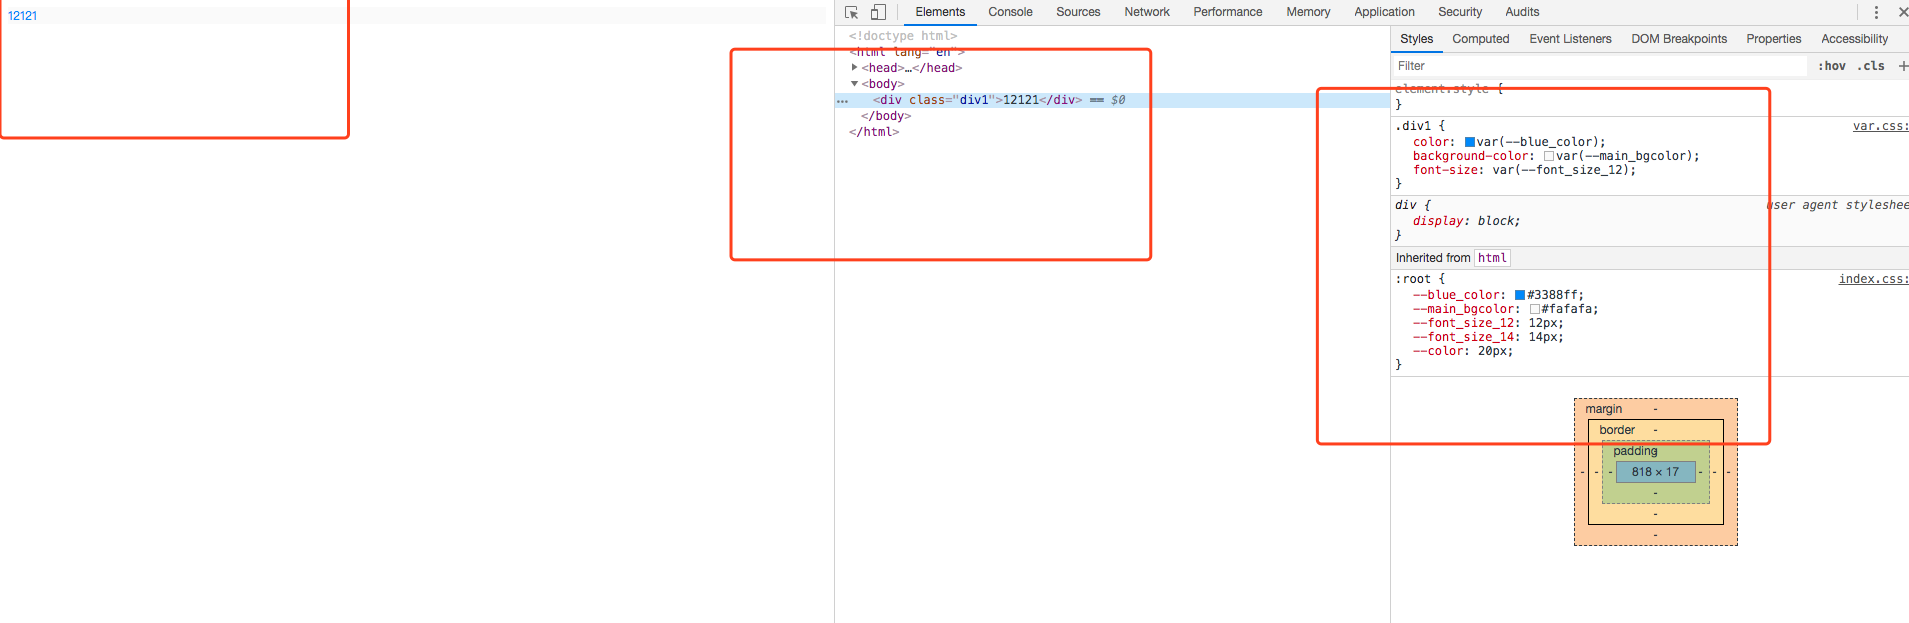 12121
Elements Console Sources Network Performance Memory Application Security Audits
<!doctype html>
<html lang="en">
<head>…</head>
<body>
<div class="div1">12121</div> == $0
</body>
</html>
Styles Computed Event Listeners DOM Breakpoints Properties Accessibility
Filter :hov .cls +
element.style {
}
.div1 { var.css:
color: var(--blue_color);
background-color: var(--main_bgcolor);
font-size: var(--font_size_12);
}
div { user agent styleshee
display: block;
}
Inherited from html
:root { index.css:
--blue_color: #3388ff;
--main_bgcolor: #fafafa;
--font_size_12: 12px;
--font_size_14: 14px;
--color: 20px;
}
margin -
border -
padding -
- - - 818 × 17 - - -
-
-
-